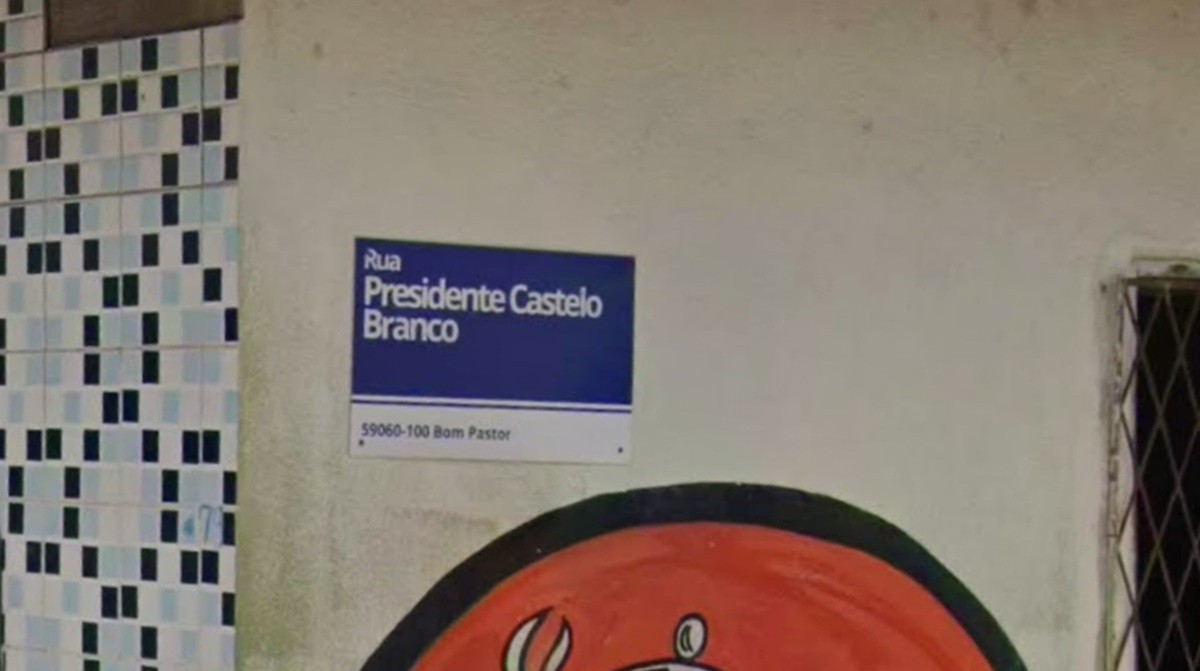 Rua
Presidente Castelo
Branco
59060-100 Bom Pastor